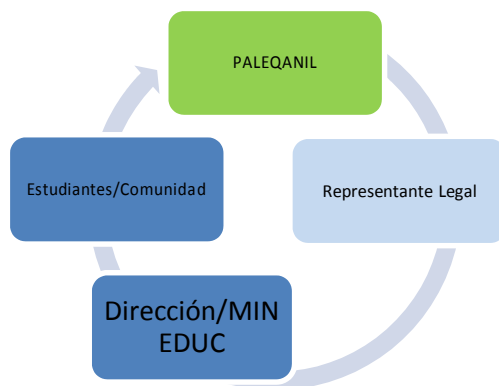 PALEQANIL
Representante Legal
Dirección/MIN
EDUC
Estudiantes/Comunidad